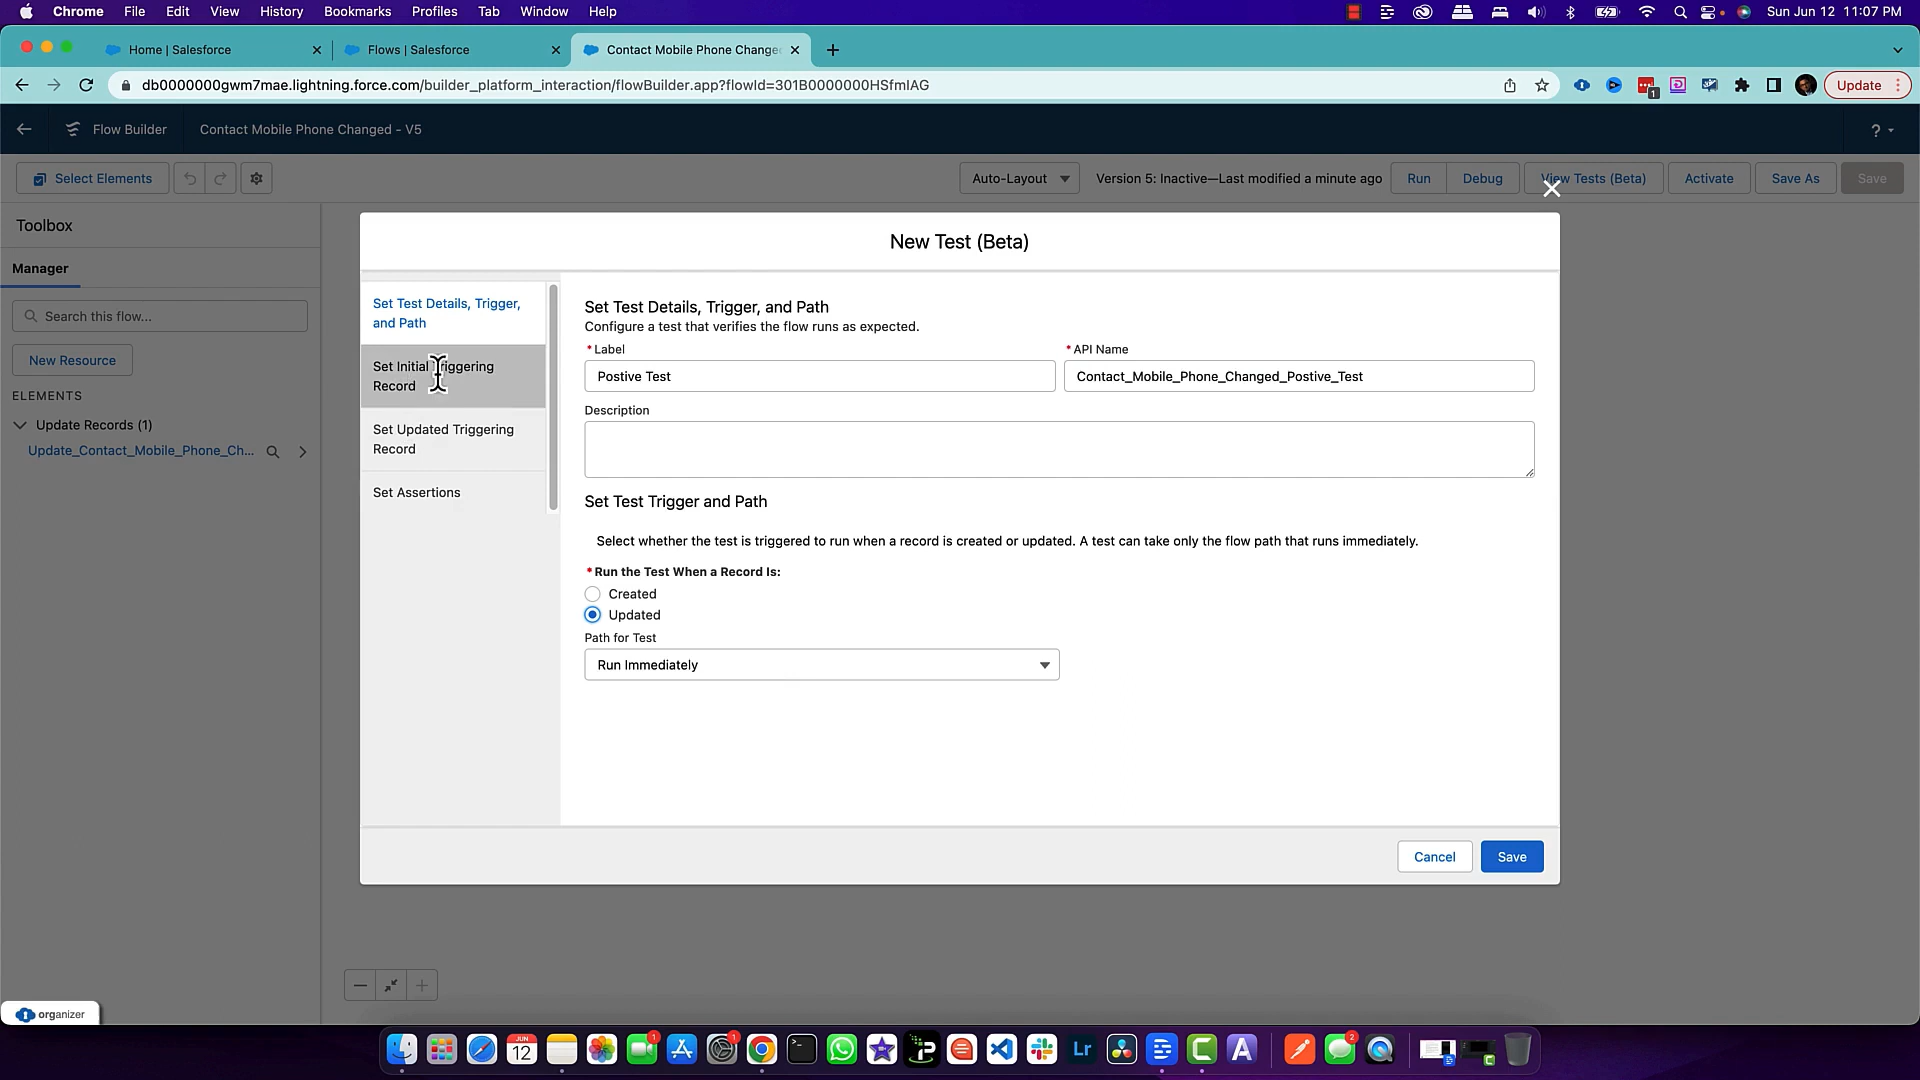 Chrome File Edit View History Bookmarks Profiles Tab Window Help Sun Jun 12 11:07 PM
Home | Salesforce Flows | Salesforce Contact Mobile Phone Change
db0000000gwm7mae.lightning.force.com/builder_platform_interaction/flowBuilder.app?flowId=301B0000000HSfmIAG Update
Flow Builder Contact Mobile Phone Changed - V5 ?
Select Elements Auto-Layout Version 5: Inactive—Last modified a minute ago Run Debug View Tests (Beta) Activate Save As Save
Toolbox
Manager
Search this flow...
New Resource
ELEMENTS
Update Records (1)
Update_Contact_Mobile_Phone_Ch...
New Test (Beta)
Set Test Details, Trigger,
and Path
Set Initial Triggering
Record
Set Updated Triggering
Record
Set Assertions
Set Test Details, Trigger, and Path
Configure a test that verifies the flow runs as expected.
*Label *API Name
Postive Test Contact_Mobile_Phone_Changed_Postive_Test
Description
Set Test Trigger and Path
Select whether the test is triggered to run when a record is created or updated. A test can take only the flow path that runs immediately.
*Run the Test When a Record Is:
Created
Updated
Path for Test
Run Immediately
Cancel Save
organizer
JUN
12
1
1
Lr
2